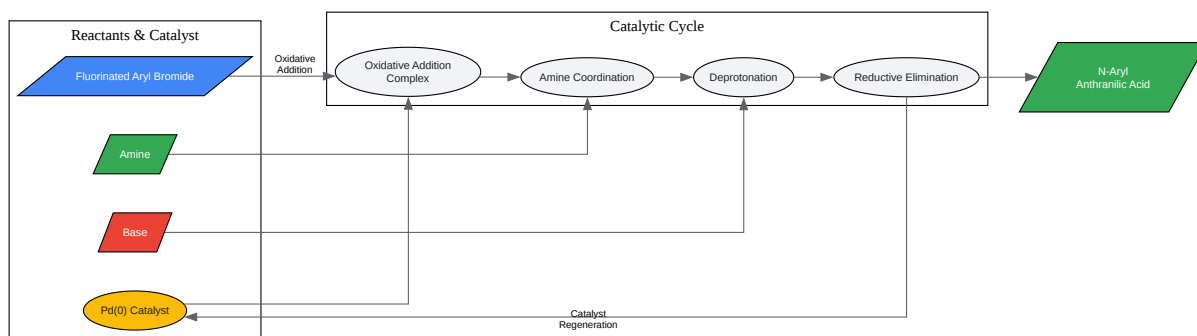 Reactants & Catalyst
Fluorinated Aryl Bromide
Amine
Base
Pd(0) Catalyst
Oxidative
Addition
Catalytic Cycle
Oxidative Addition
Complex
Amine Coordination
Deprotonation
Reductive Elimination
Catalyst
Regeneration
N-Aryl
Anthranilic Acid